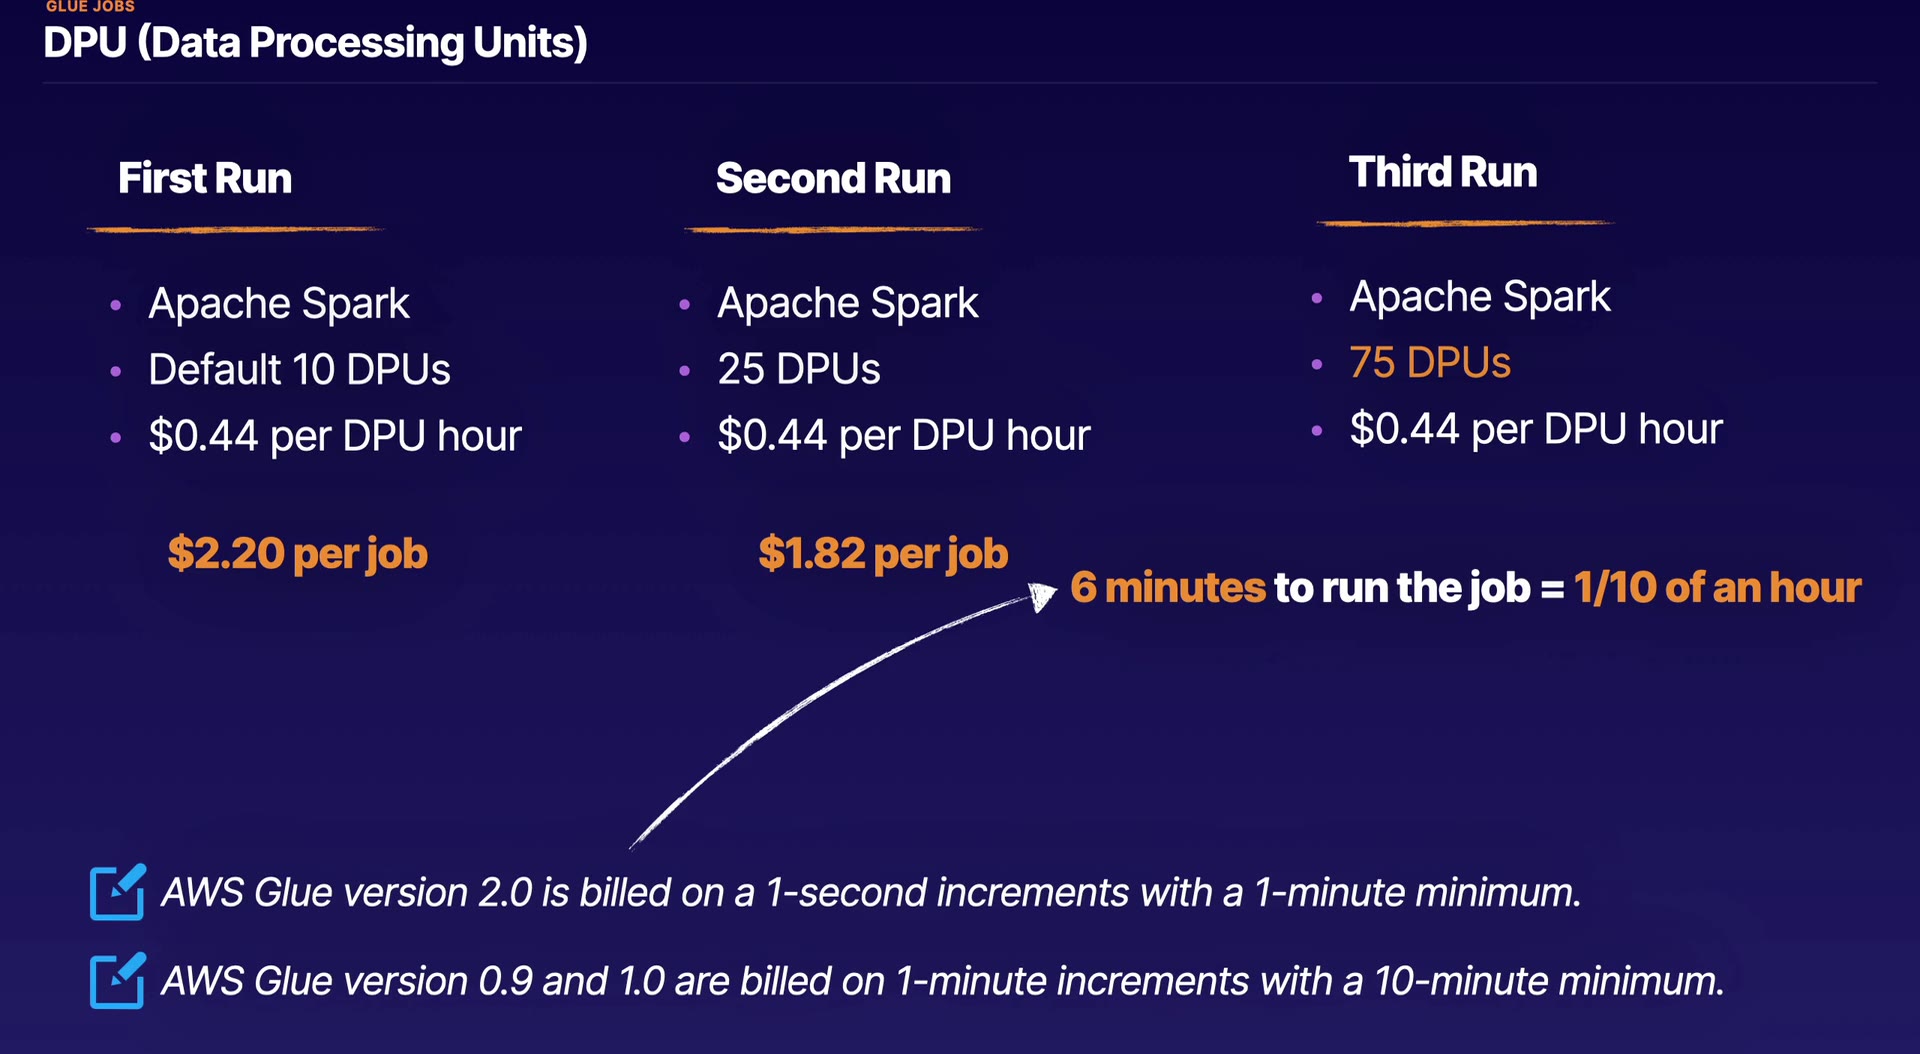 GLUE JOBS
DPU (Data Processing Units)
First Run
Apache Spark
Default 10 DPUs
$0.44 per DPU hour
$2.20 per job
Second Run
Apache Spark
25 DPUs
$0.44 per DPU hour
$1.82 per job
Third Run
Apache Spark
75 DPUs
$0.44 per DPU hour
6 minutes to run the job = 1/10 of an hour
AWS Glue version 2.0 is billed on a 1-second increments with a 1-minute minimum.
AWS Glue version 0.9 and 1.0 are billed on 1-minute increments with a 10-minute minimum.